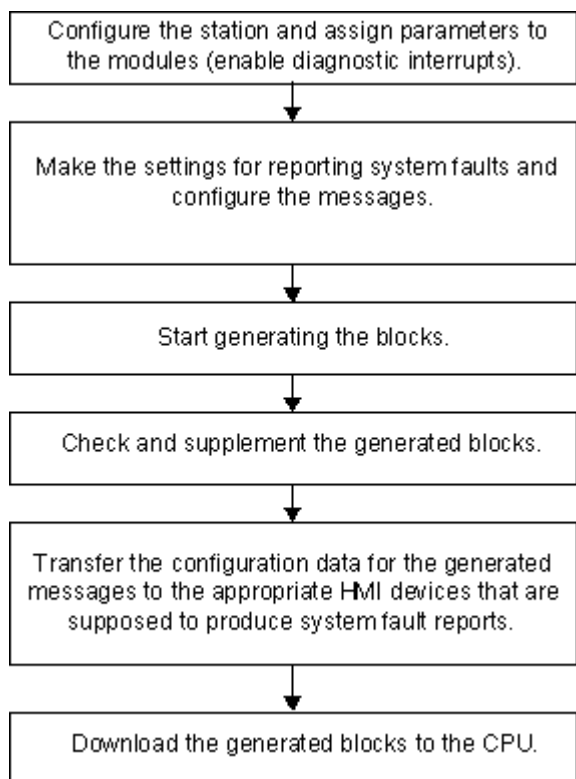 Configure the station and assign parameters to
the modules (enable diagnostic interrupts).
Make the settings for reporting system faults and
configure the messages.
Start generating the blocks.
Check and supplement the generated blocks.
Transfer the configuration data for the generated
messages to the appropriate HMI devices that are
supposed to produce system fault reports.
Download the generated blocks to the CPU.